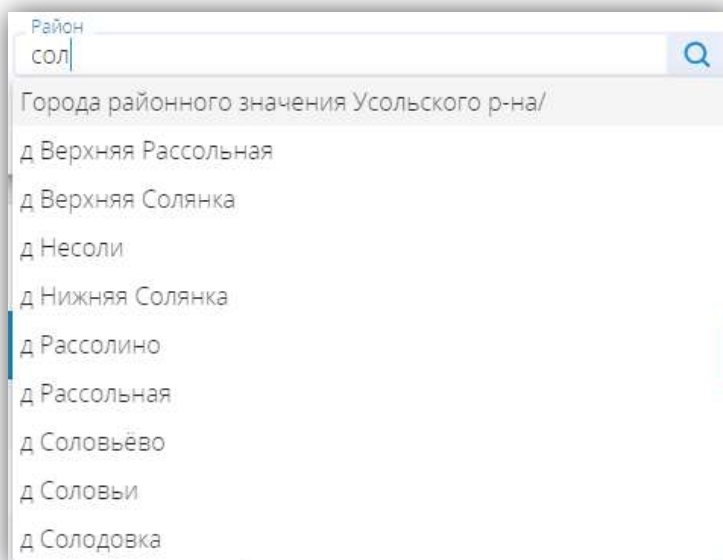 Район
сол
Города районного значения Усольского р-на/
д Верхняя Рассольная
д Верхняя Солянка
д Несоли
д Нижняя Солянка
д Рассолино
д Рассольная
д Соловьёво
д Соловьи
д Солодовка